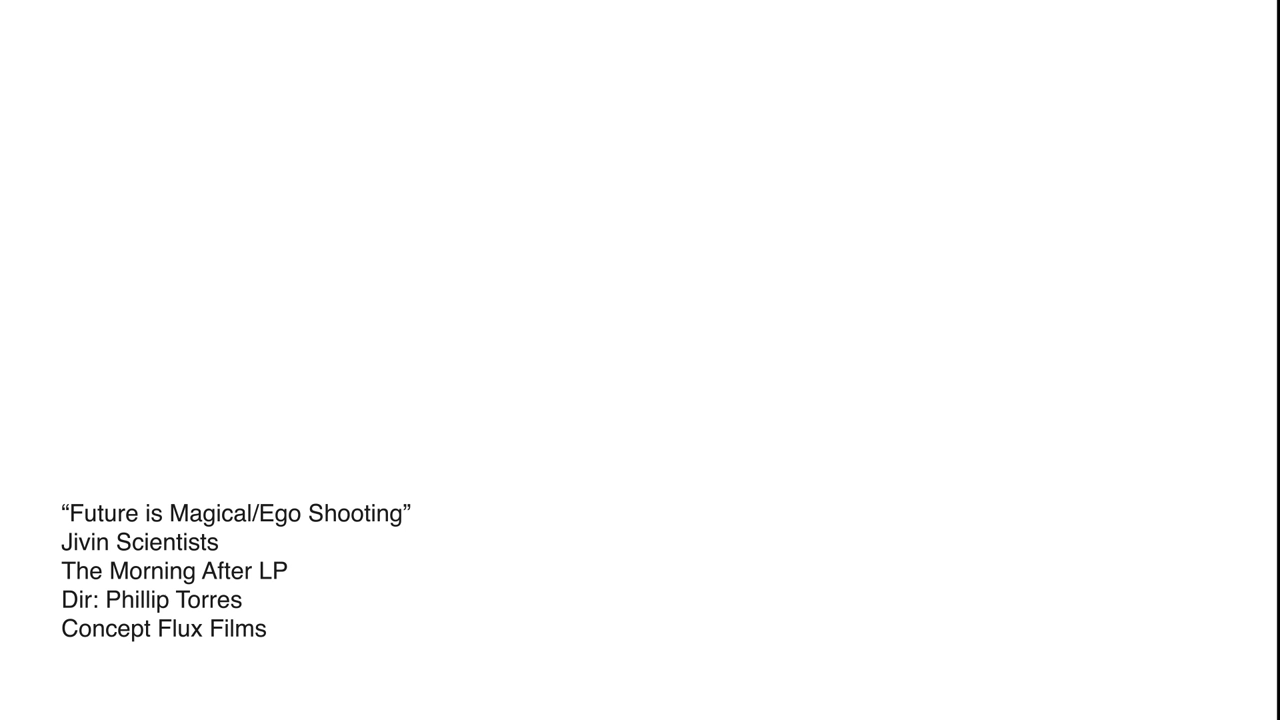 “Future is Magical/Ego Shooting”
Jivin Scientists
The Morning After LP
Dir: Phillip Torres
Concept Flux Films